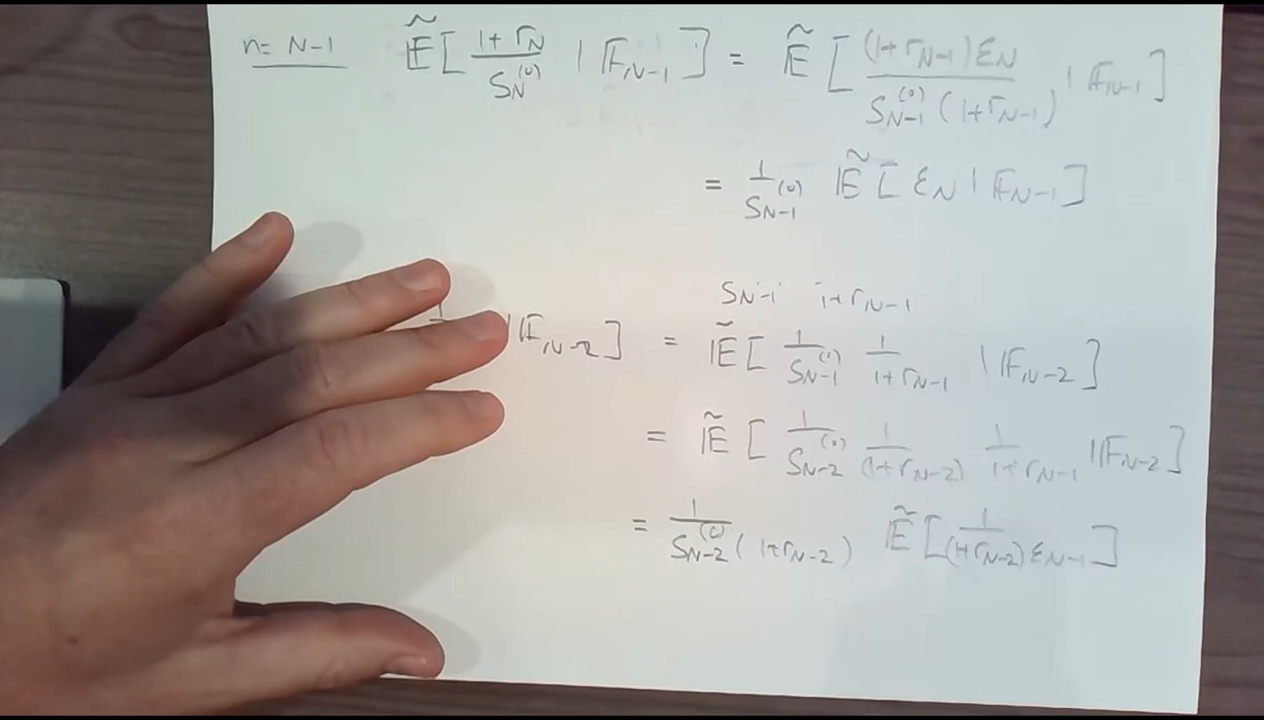 n = N-1 Ẽ[ (1+r_N)/S_N^(0) | F_{N-1} ] = Ẽ[ (1+r_{N-1})ε_N / S_{N-1}^(0)(1+r_{N-1}) | F_{N-1} ]
= 1/S_{N-1}^(0) Ẽ[ ε_N | F_{N-1} ]
S_{N-1} 1+r_{N-1}
| F_{N-2} ] = Ẽ[ 1/S_{N-1}^(0) 1/(1+r_{N-1}) | F_{N-2} ]
= Ẽ[ 1/S_{N-2}^(0) 1/(1+r_{N-2}) 1/(1+r_{N-1}) | F_{N-2} ]
= 1/S_{N-2}^(0)(1+r_{N-2}) Ẽ[ 1/(1+r_{N-2})ε_{N-1} ]